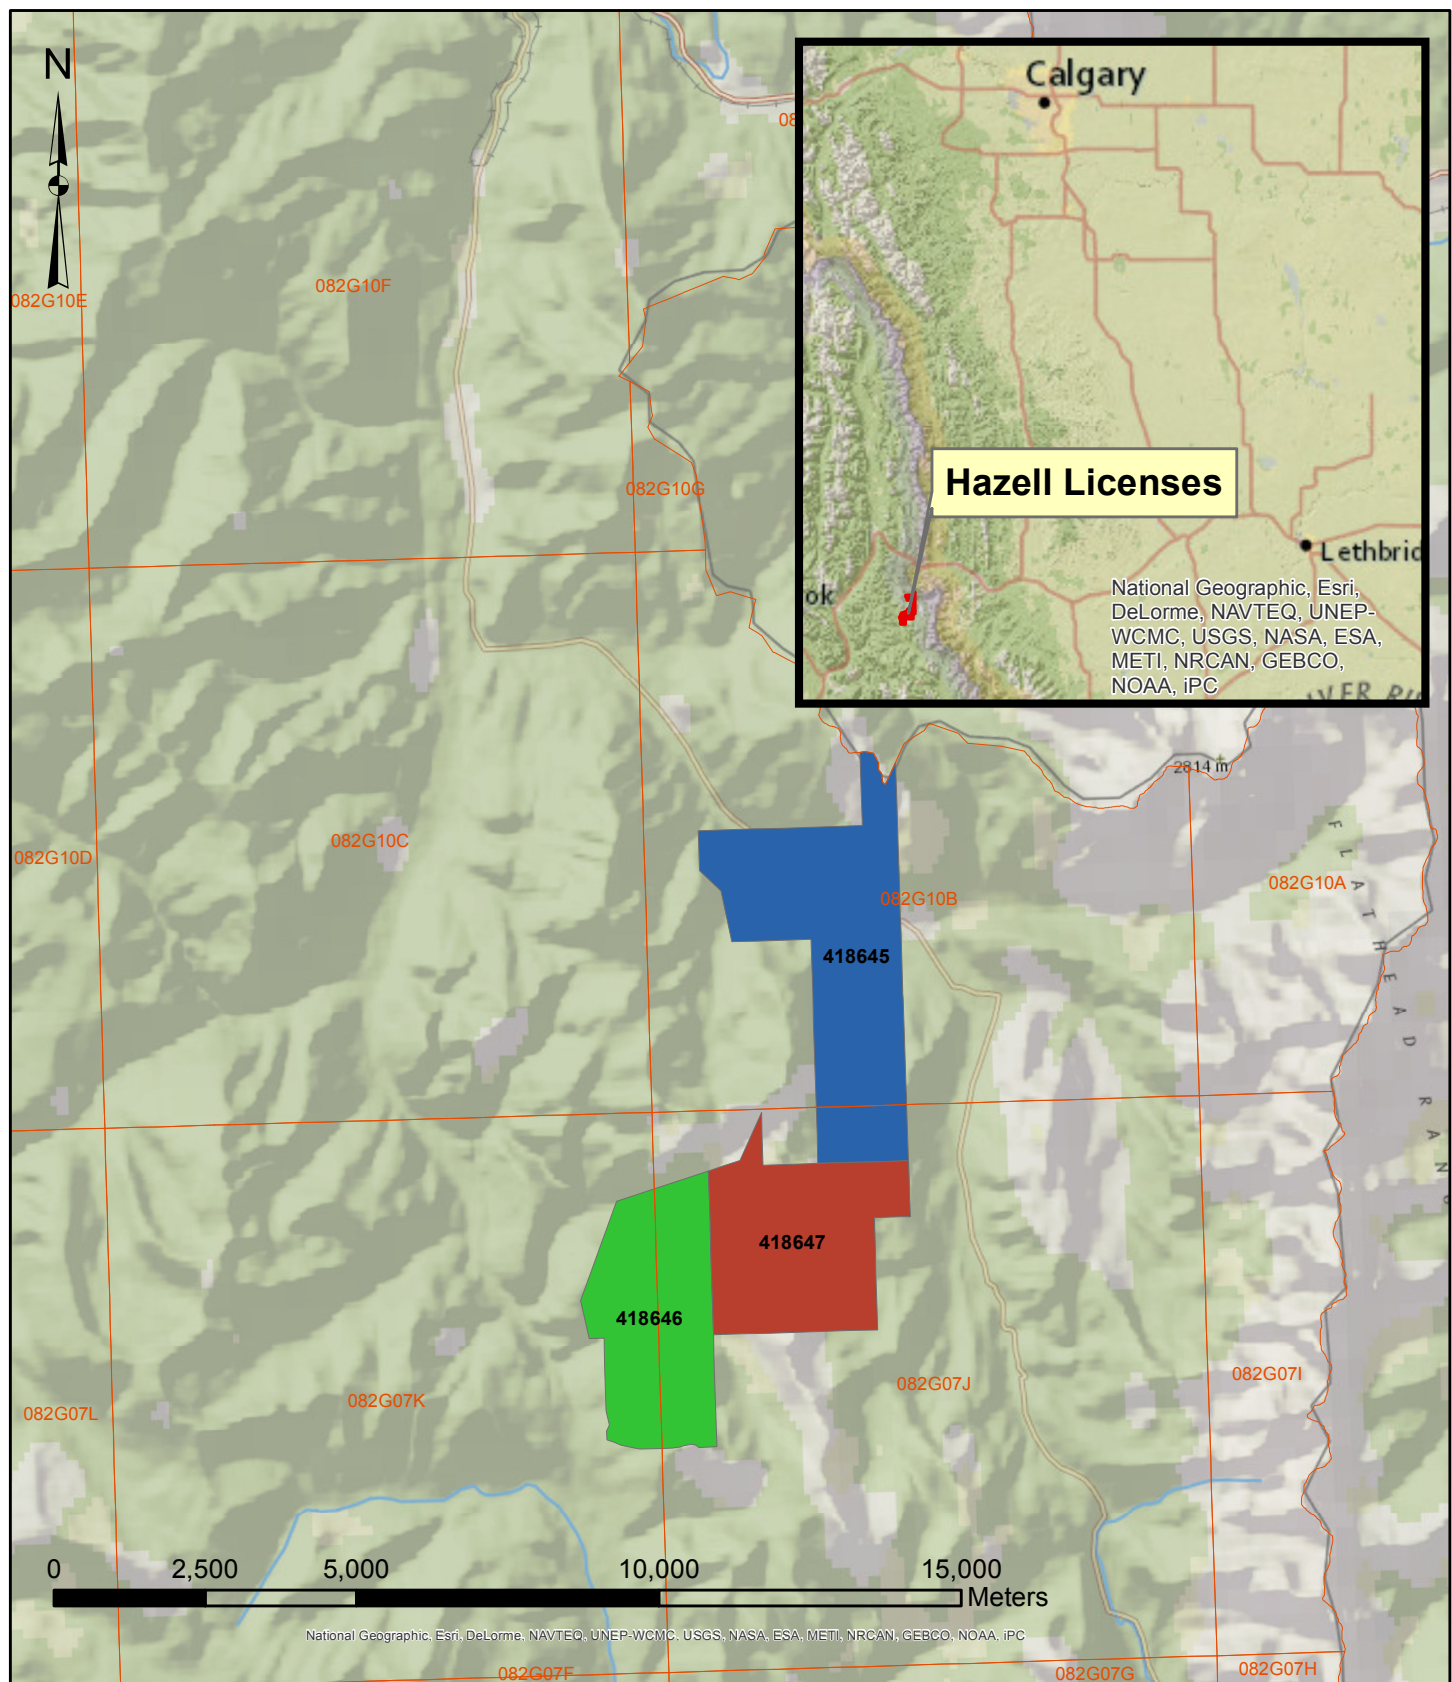 N
Calgary
Hazell Licenses
Lethbrid
ok
National Geographic, Esri,
DeLorme, NAVTEQ, UNEP-
WCMC, USGS, NASA, ESA,
METI, NRCAN, GEBCO,
NOAA, iPC
08
082G10E
082G10F
082G10G
2814 m
082G10D
082G10C
082G10B
082G10A
FLATHEAD RAN
418645
418647
418646
082G07L
082G07K
082G07J
082G07I
0 2,500 5,000 10,000 15,000
Meters
National Geographic, Esri, DeLorme, NAVTEQ, UNEP-WCMC, USGS, NASA, ESA, METI, NRCAN, GEBCO, NOAA, iPC
082G07F
082G07G
082G07H